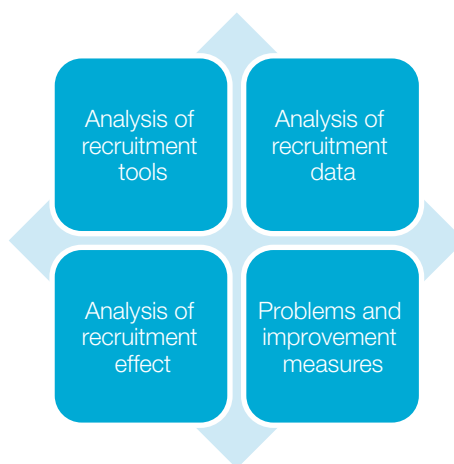 Analysis of
recruitment
tools
Analysis of
recruitment
data
Analysis of
recruitment
effect
Problems and
improvement
measures